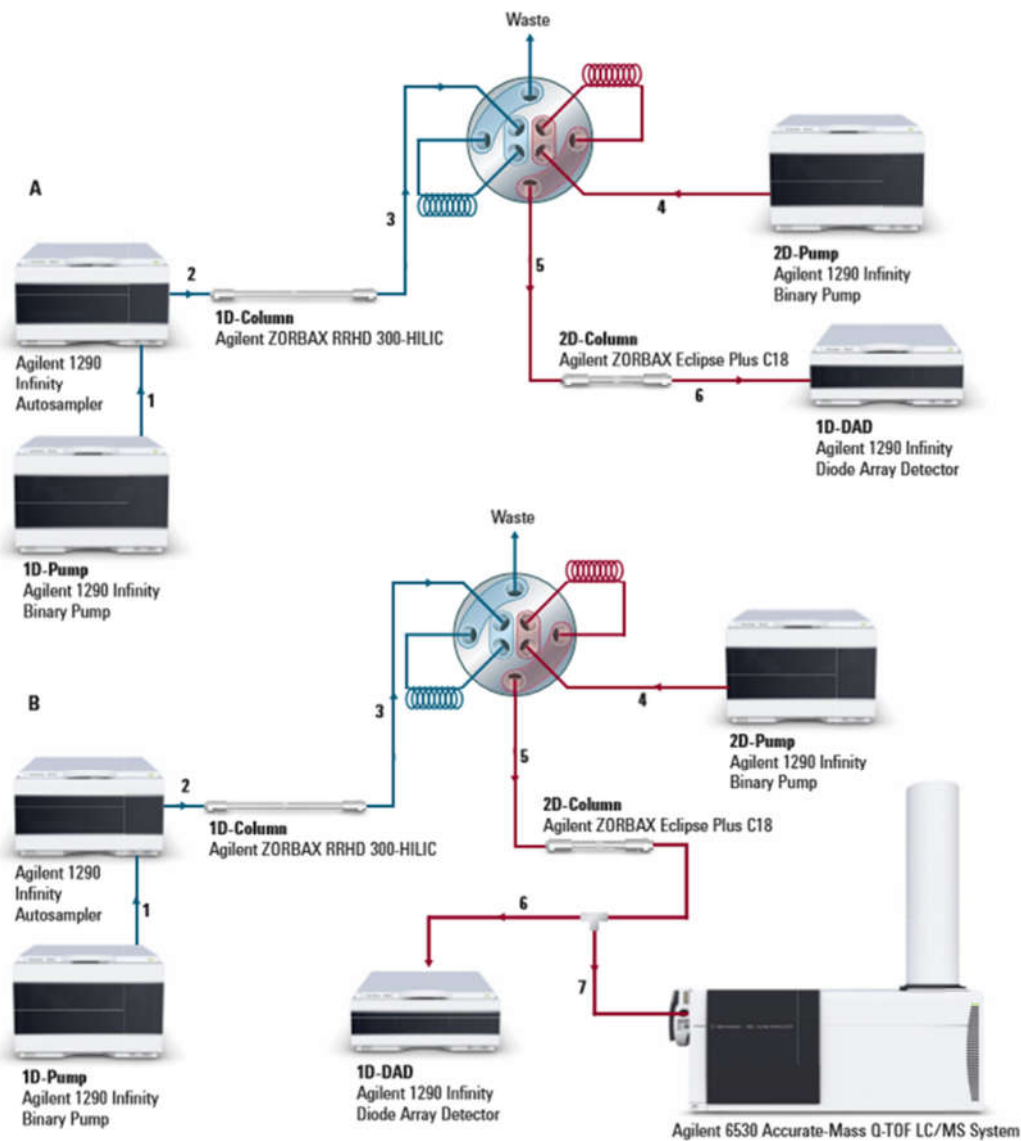 Waste
A
3
4
2D-Pump
Agilent 1290 Infinity
Binary Pump
2
5
1D-Column
Agilent ZORBAX RRHD 300-HILIC
2D-Column
Agilent ZORBAX Eclipse Plus C18
6
Agilent 1290
Infinity
Autosampler
1
1D-DAD
Agilent 1290 Infinity
Diode Array Detector
1D-Pump
Agilent 1290 Infinity
Binary Pump
Waste
B
3
4
2D-Pump
Agilent 1290 Infinity
Binary Pump
2
5
1D-Column
Agilent ZORBAX RRHD 300-HILIC
2D-Column
Agilent ZORBAX Eclipse Plus C18
Agilent 1290
Infinity
Autosampler
1
6
7
1D-Pump
Agilent 1290 Infinity
Binary Pump
1D-DAD
Agilent 1290 Infinity
Diode Array Detector
Agilent 6530 Accurate-Mass Q-TOF LC/MS System